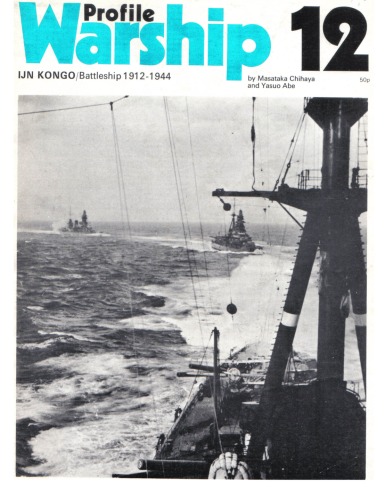 Profile
Warship 12
IJN KONGO/Battleship 1912-1944
by Masataka Chihaya
and Yasuo Abe
50p